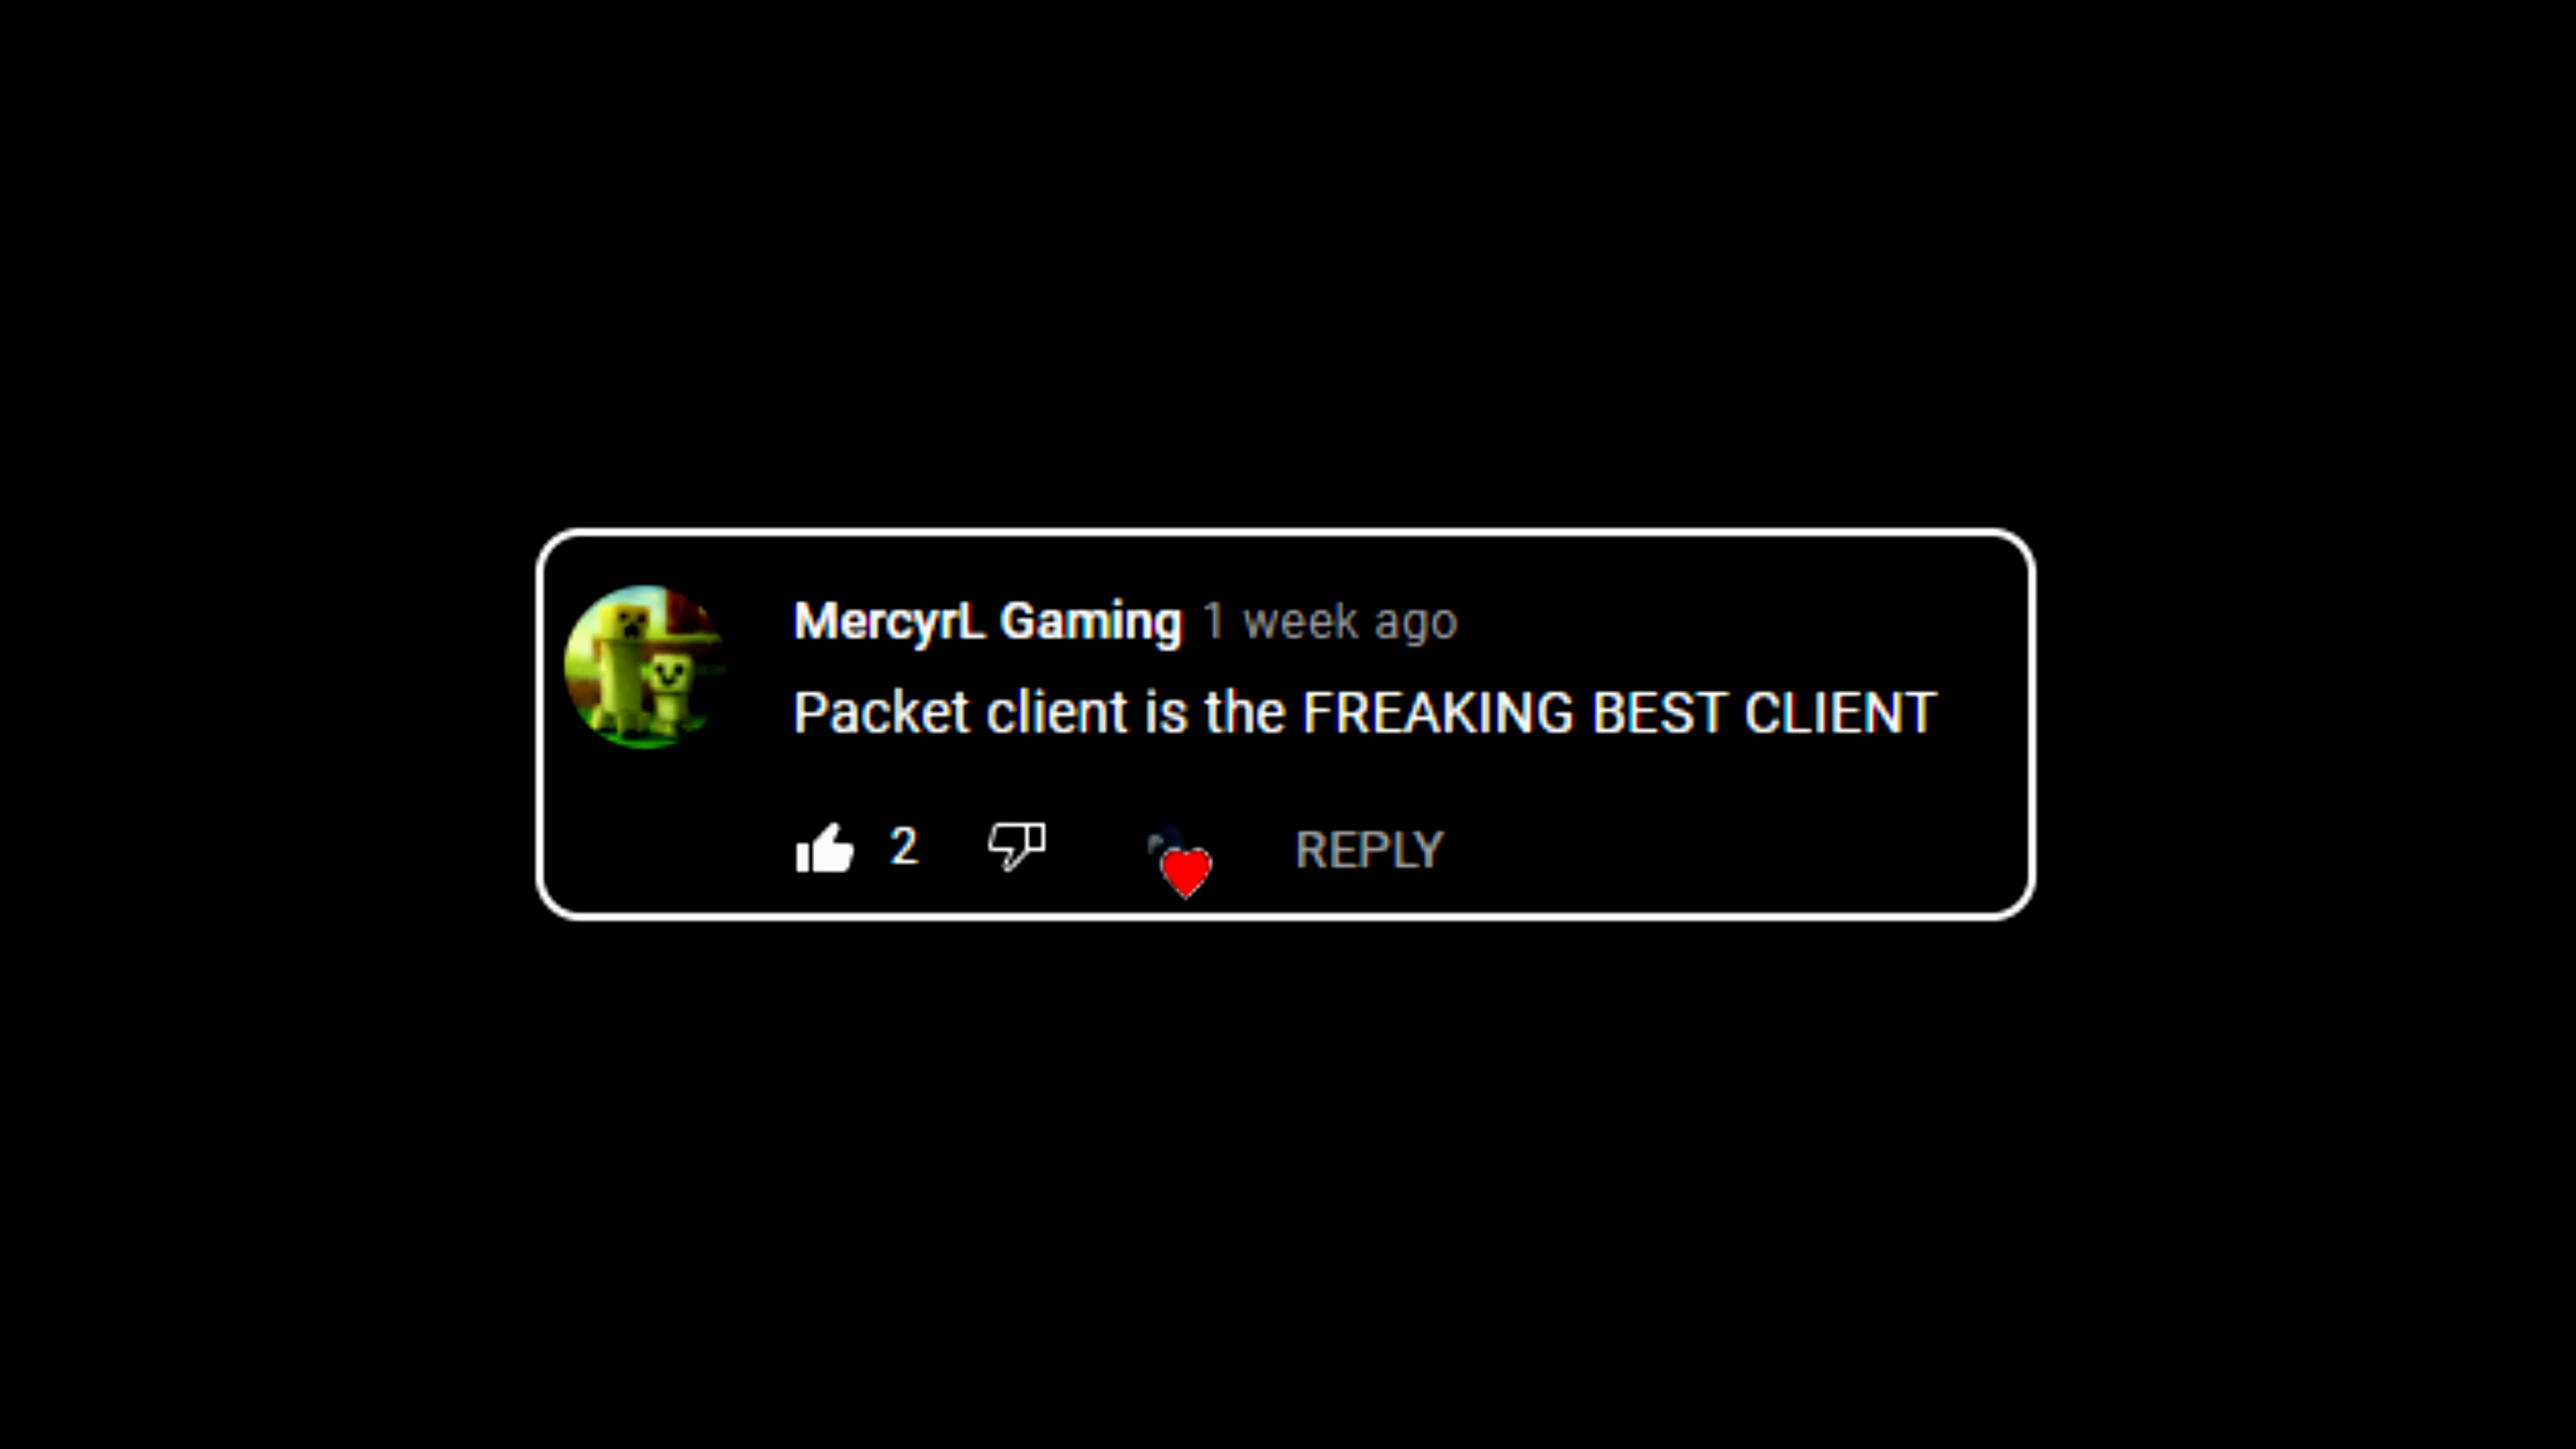 MercyrL Gaming 1 week ago
Packet client is the FREAKING BEST CLIENT
2 REPLY